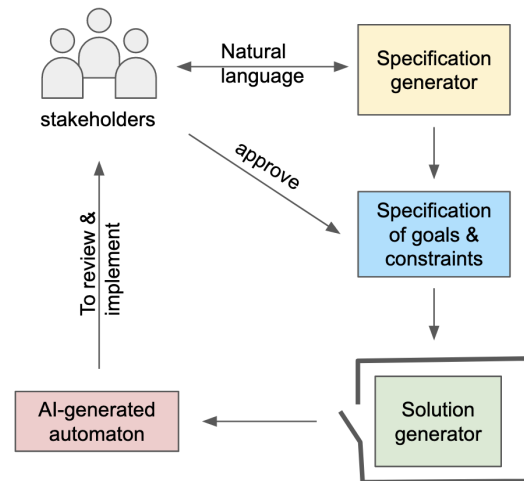 Natural
language
Specification
generator
stakeholders
approve
Specification
of goals &
constraints
To review &
implement
AI-generated
automaton
Solution
generator